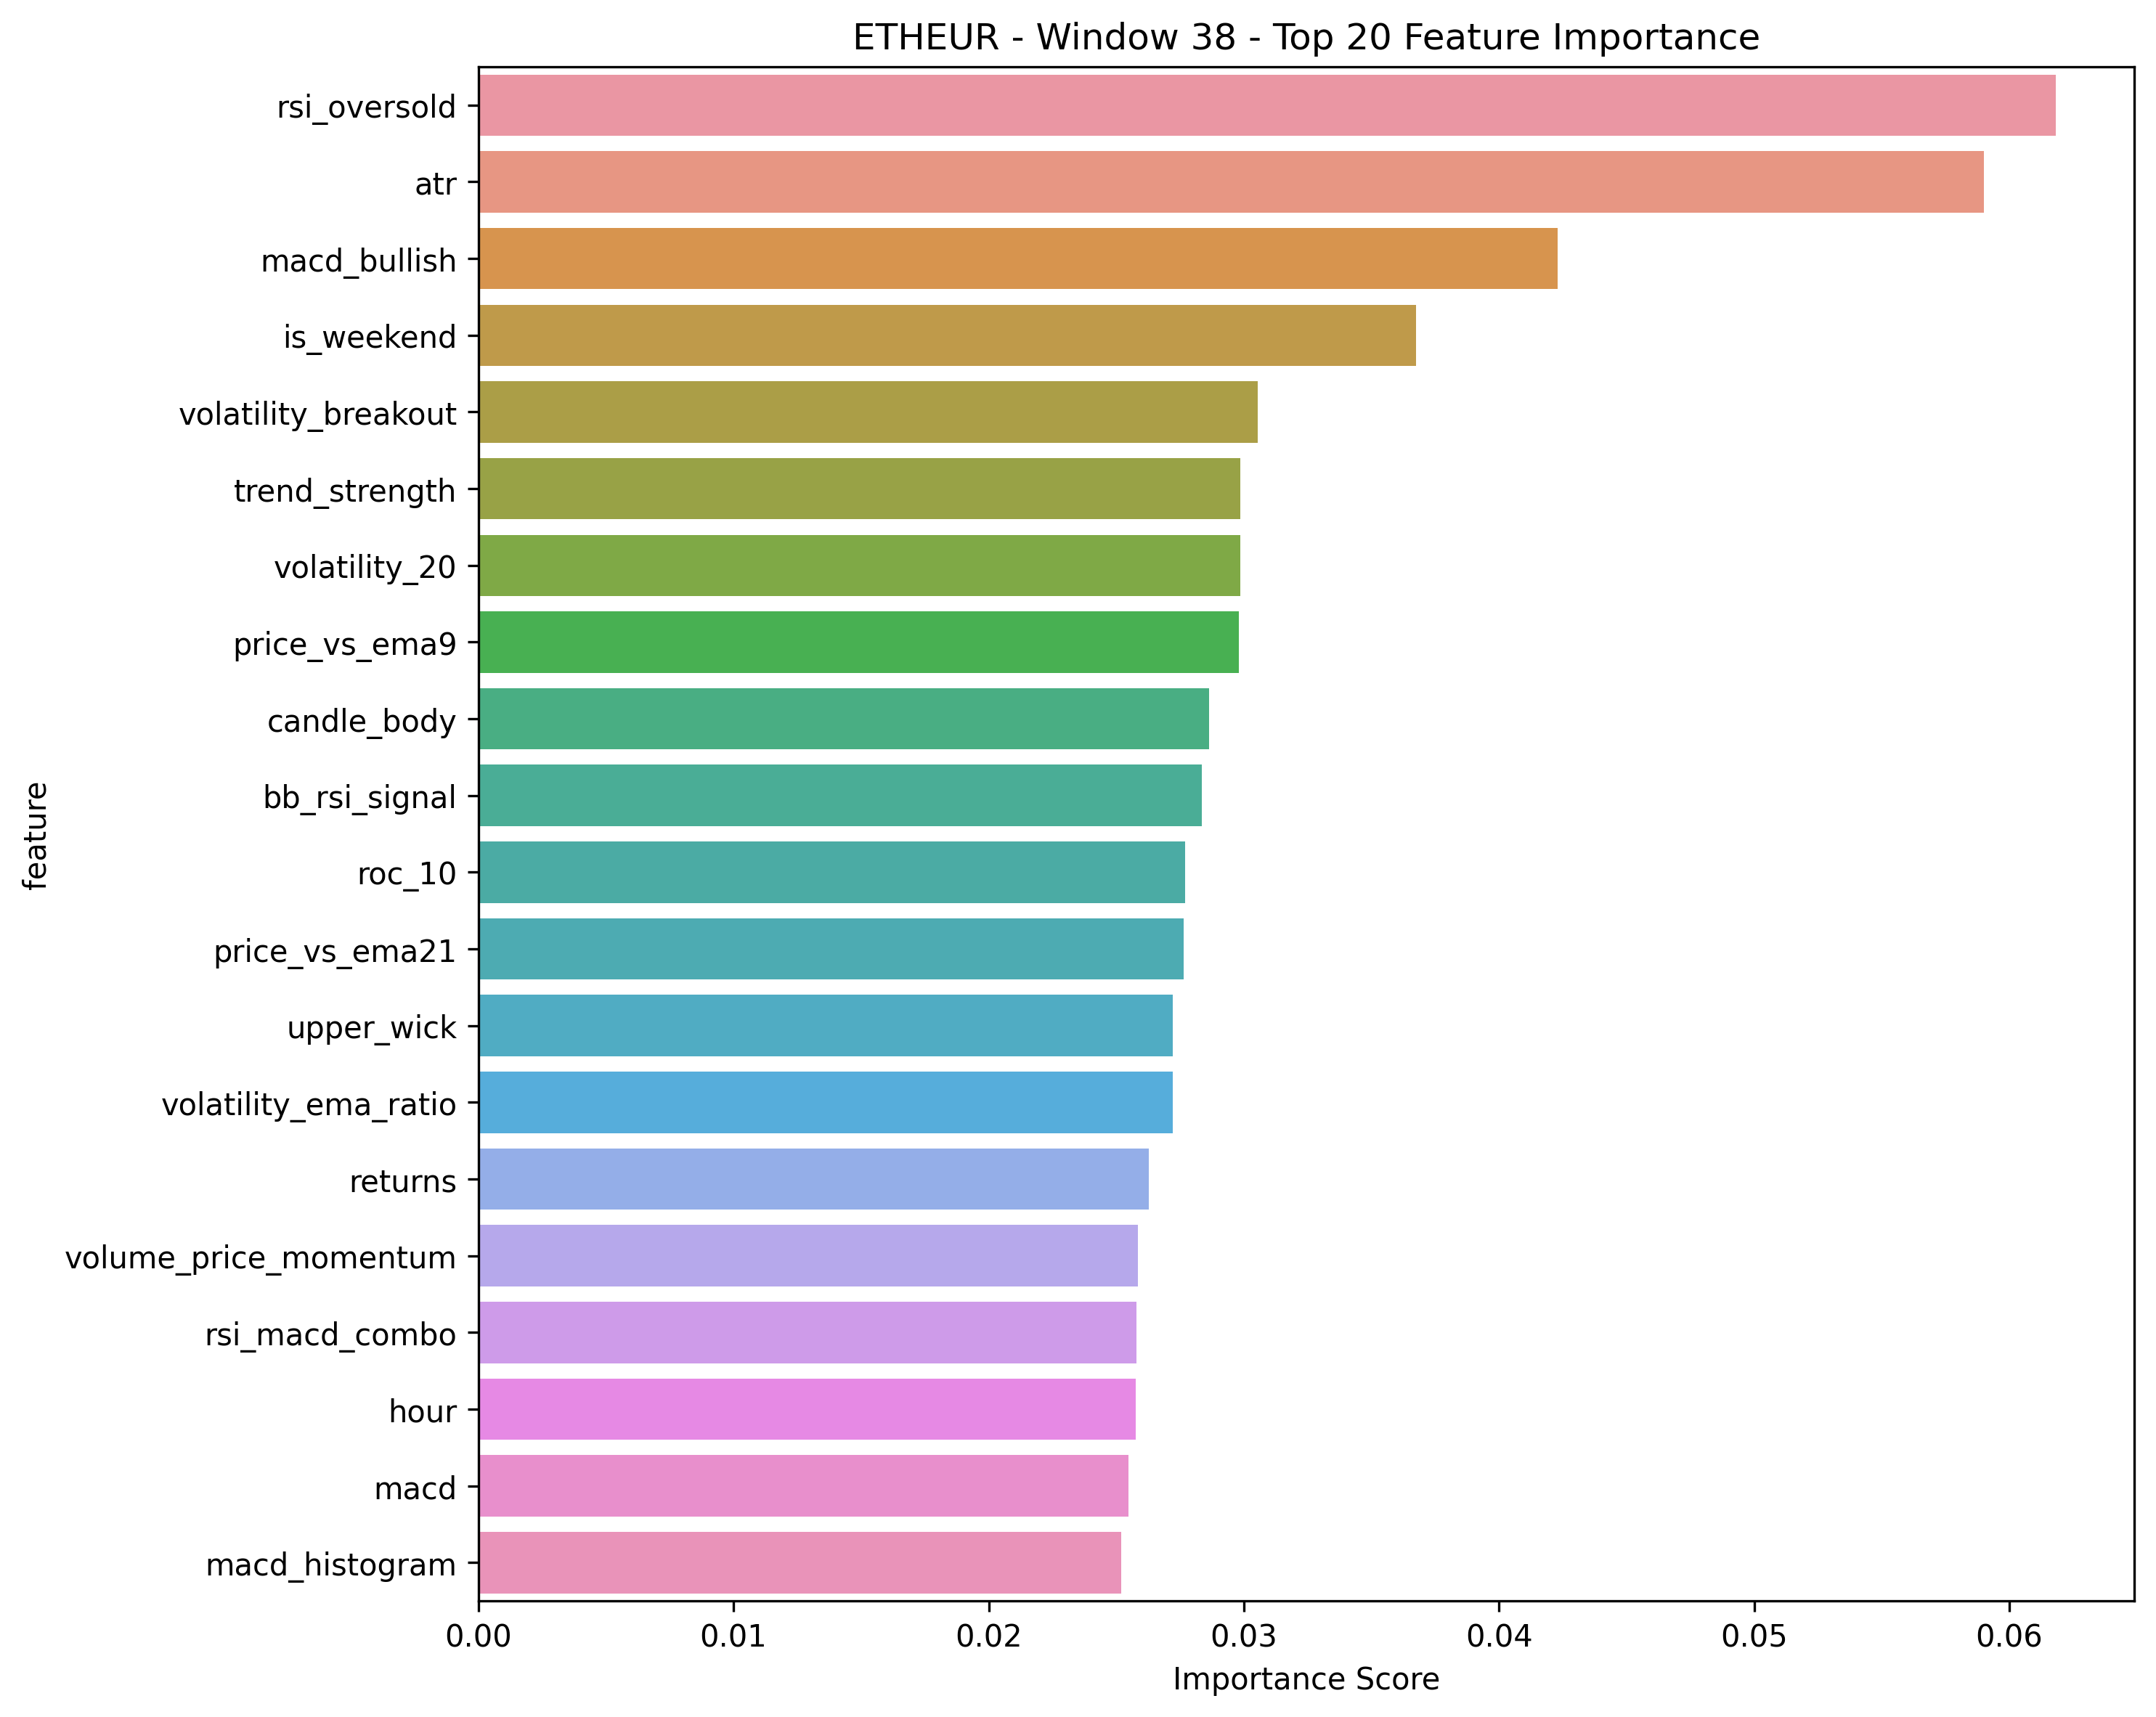 ETHEUR - Window 38 - Top 20 Feature Importance
rsi_oversold
atr
macd_bullish
is_weekend
volatility_breakout
trend_strength
volatility_20
price_vs_ema9
candle_body
bb_rsi_signal
roc_10
price_vs_ema21
upper_wick
volatility_ema_ratio
returns
volume_price_momentum
rsi_macd_combo
hour
macd
macd_histogram
feature
0.00 0.01 0.02 0.03 0.04 0.05 0.06
Importance Score